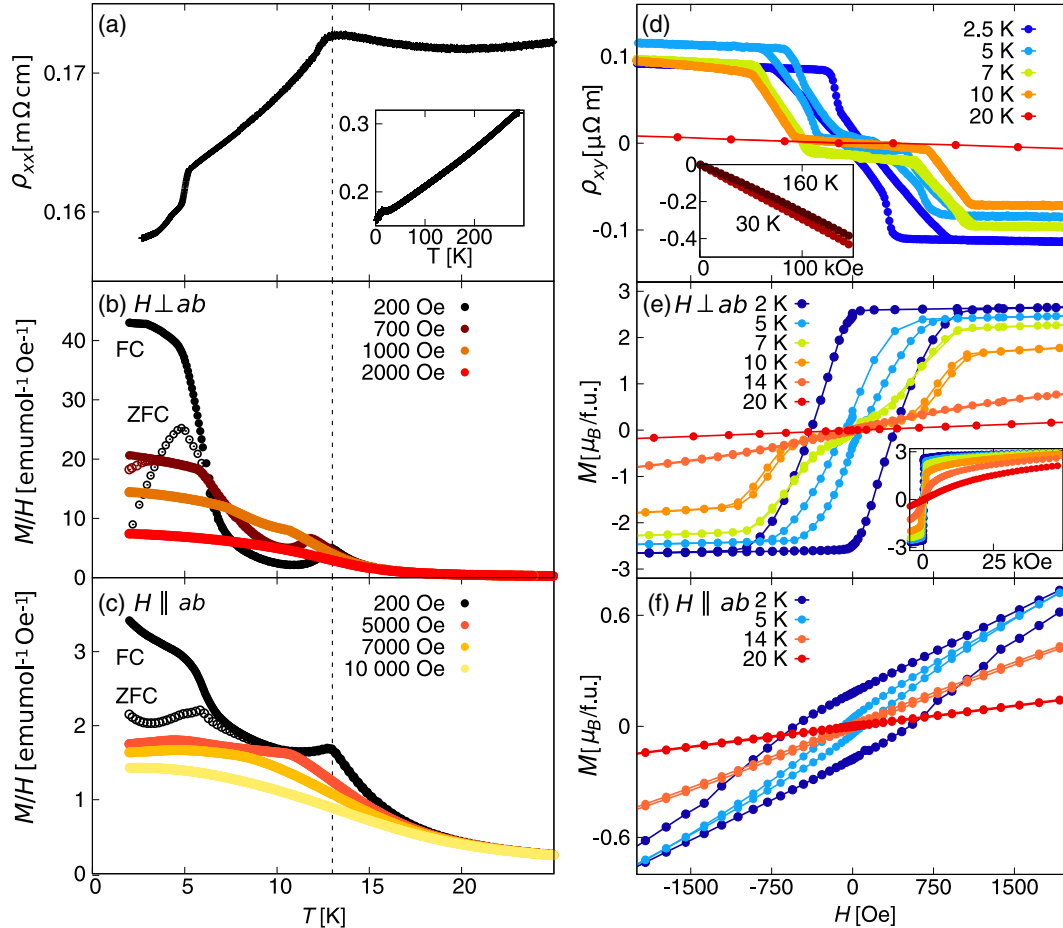 (a)
0.17
0.16
ρxx [mΩcm]
0.3
0.2
0 100 200
T [K]
(b) H⊥ab
200 Oe
700 Oe
1000 Oe
2000 Oe
FC
ZFC
40
30
20
10
0
M/H [emumol-1 Oe-1]
(c) H ∥ ab
200 Oe
5000 Oe
7000 Oe
10 000 Oe
FC
ZFC
3
2
1
0
M/H [emumol-1 Oe-1]
0 5 10 15 20
T [K]
(d)
2.5 K
5 K
7 K
10 K
20 K
0.1
0
-0.1
ρxy [μΩ m]
0
-0.2
-0.4
160 K
30 K
0 100 kOe
(e) H⊥ab
2 K
5 K
7 K
10 K
14 K
20 K
3
2
1
0
-1
-2
-3
M [μB/f.u.]
3
0
-3
0 25 kOe
(f) H ∥ ab
2 K
5 K
14 K
20 K
0.6
0
-0.6
M [μB/f.u.]
-1500 -750 0 750 1500
H [Oe]